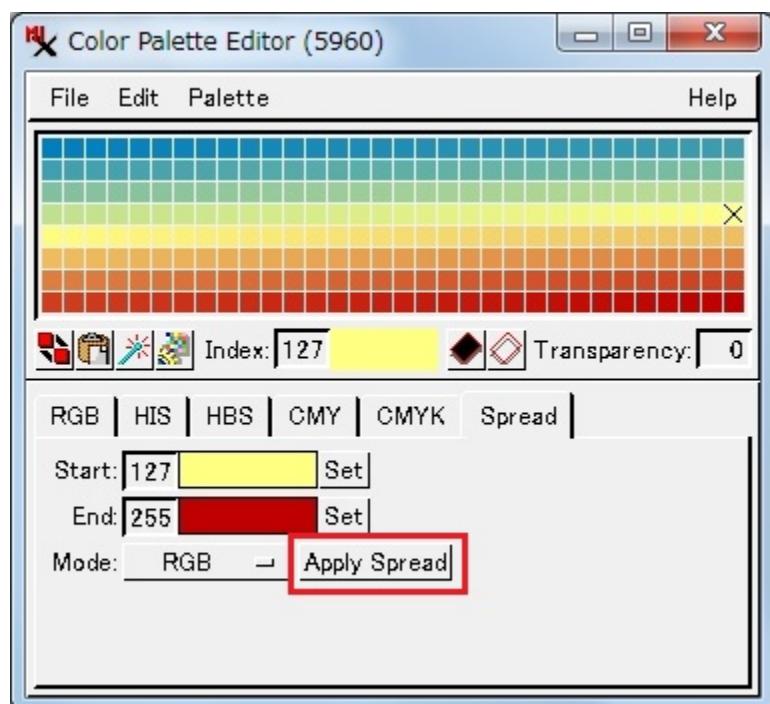 Color Palette Editor (5960)
File Edit Palette Help
Index: 127 Transparency: 0
RGB HIS HBS CMY CMYK Spread
Start: 127 Set
End: 255 Set
Mode: RGB Apply Spread